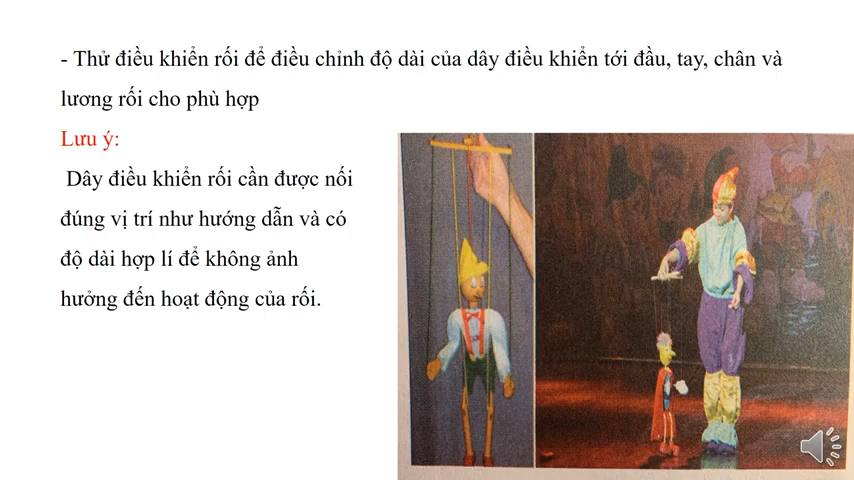 - Thử điều khiển rối để điều chỉnh độ dài của dây điều khiển tới đầu, tay, chân và
lương rối cho phù hợp
Lưu ý:
Dây điều khiển rối cần được nối
đúng vị trí như hướng dẫn và có
độ dài hợp lí để không ảnh
hưởng đến hoạt động của rối.